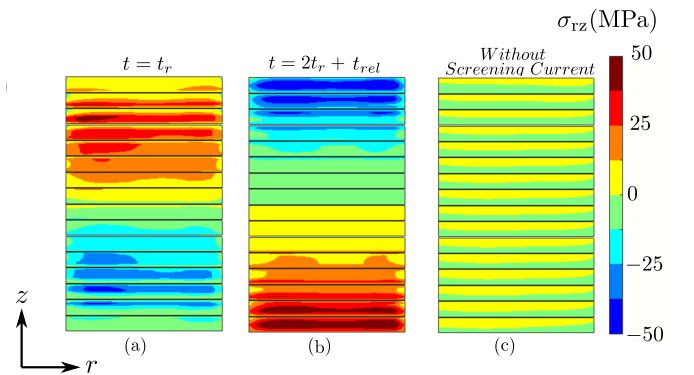 σrz(MPa)
t = tr
t = 2tr + trel
Without
Screening Current
50
25
0
−25
−50
z
r
(a)
(b)
(c)